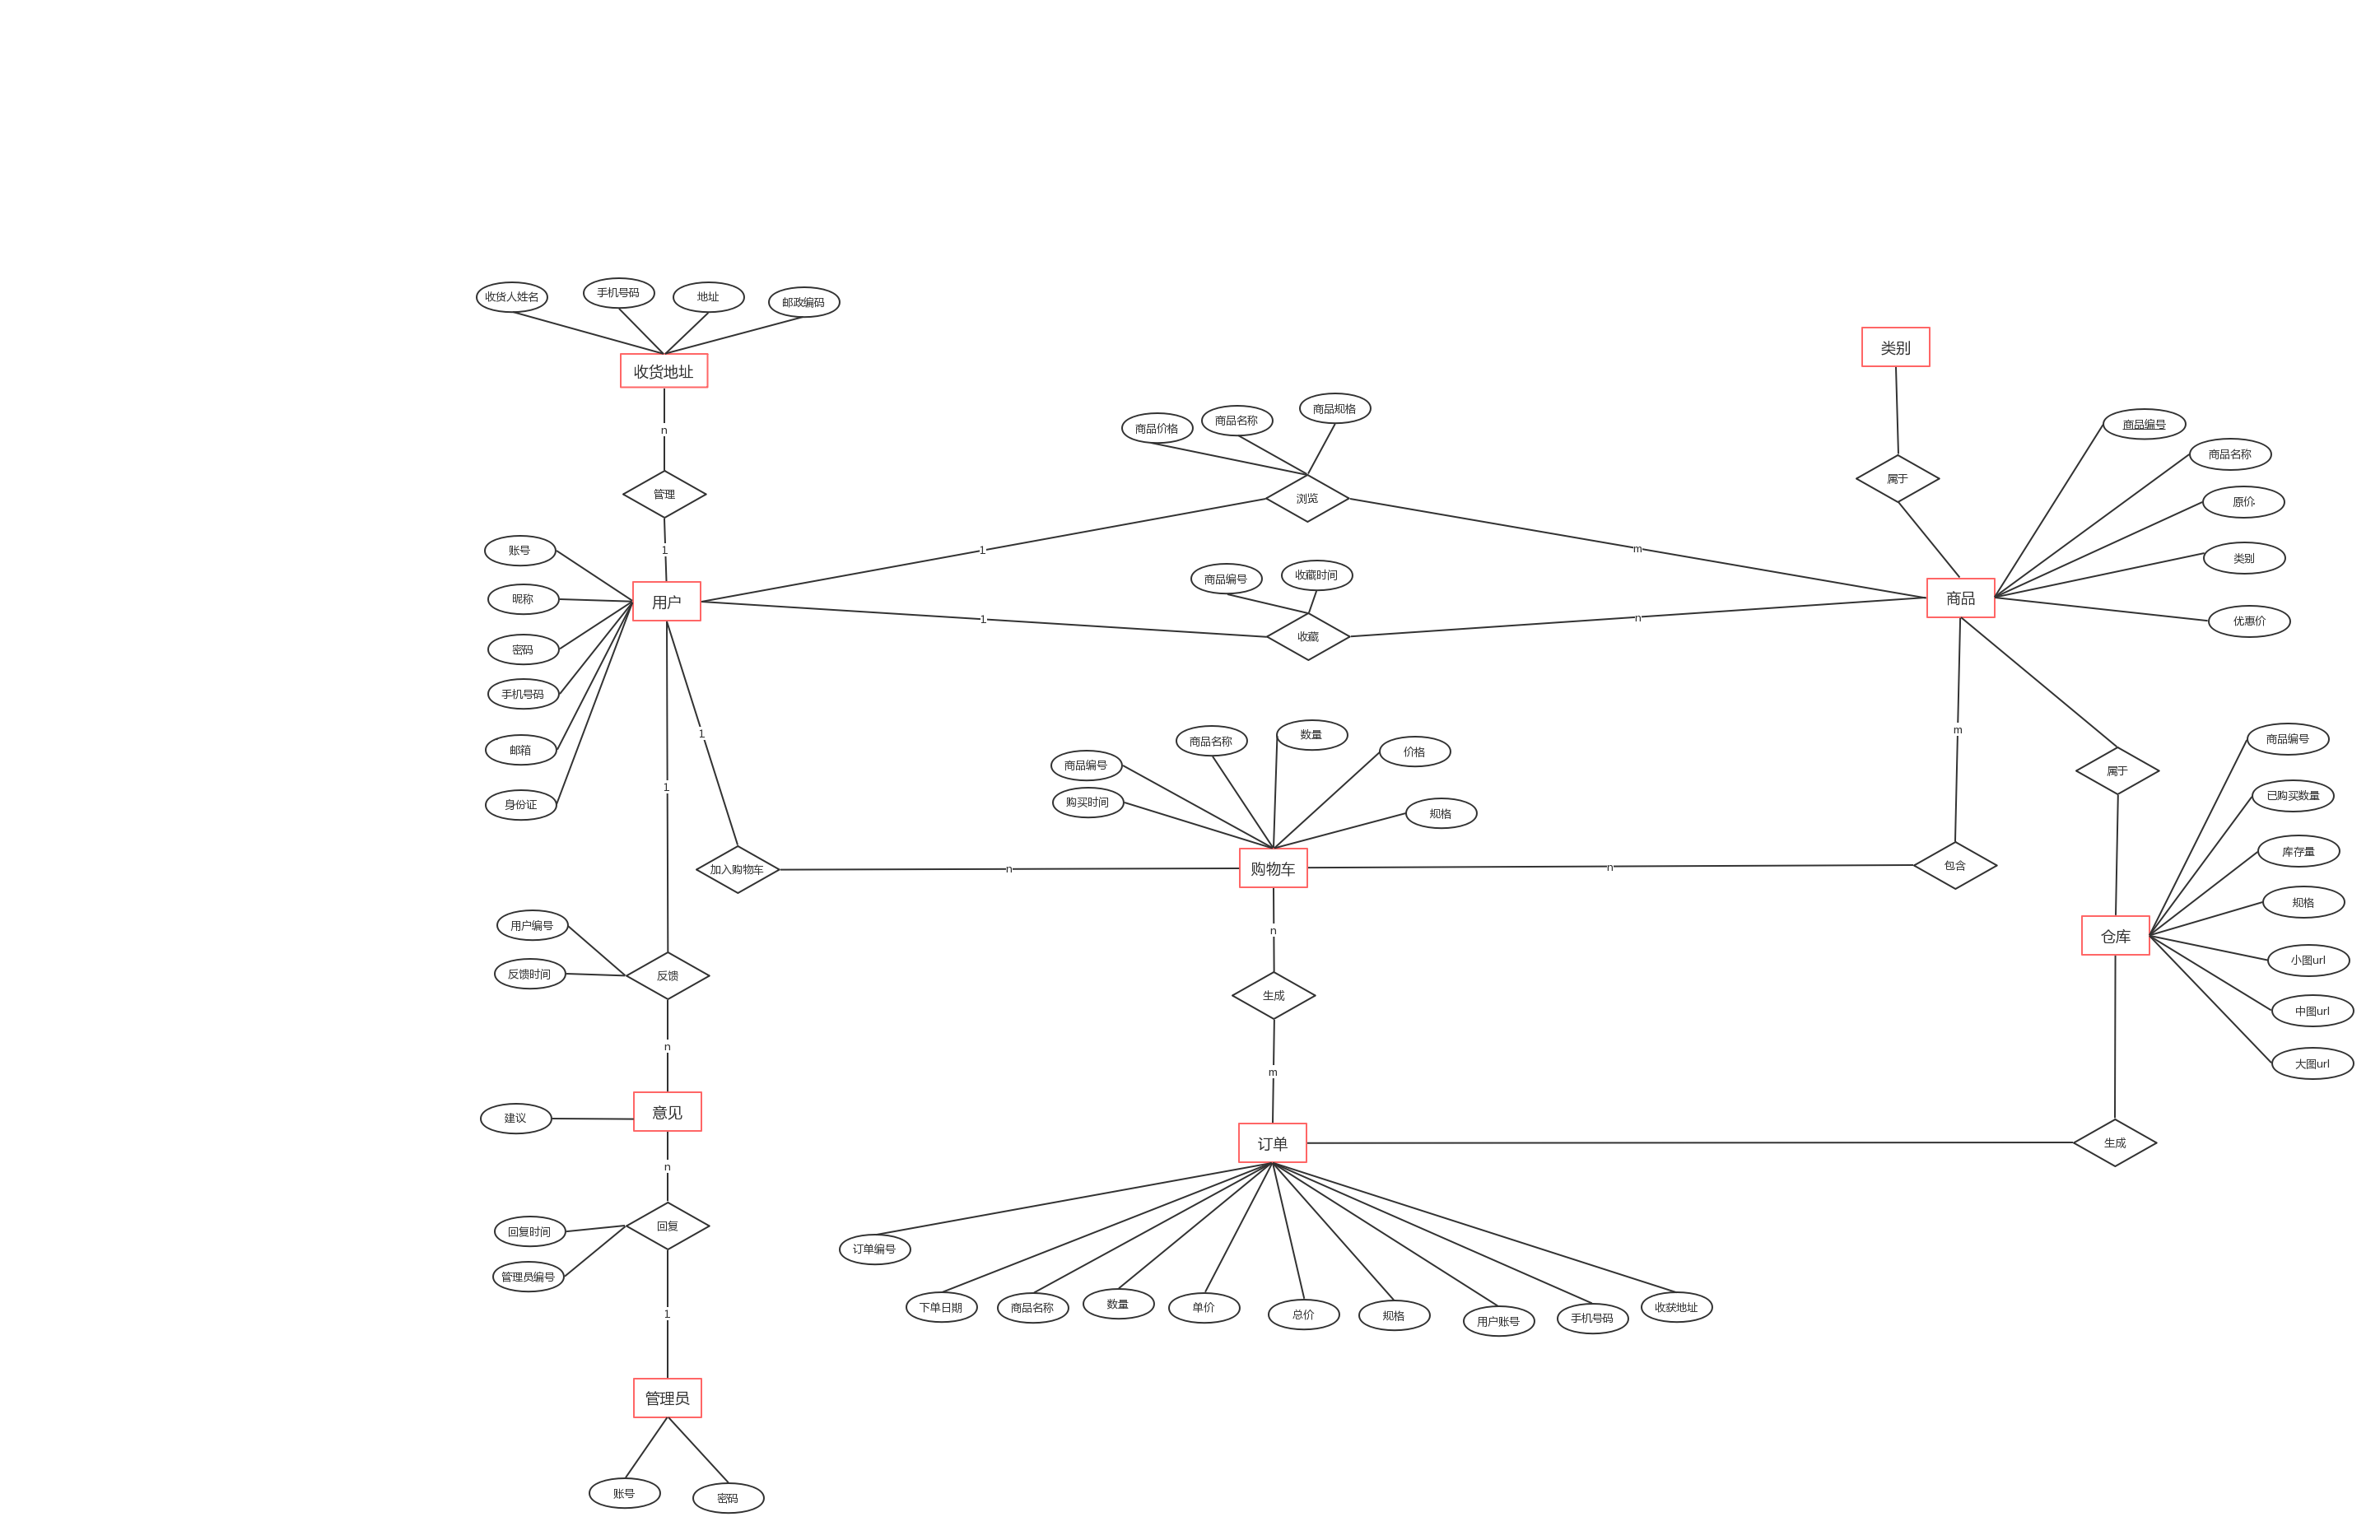 收货人姓名
手机号码
地址
邮政编码
收货地址
n
管理
1
账号
昵称
密码
手机号码
邮箱
身份证
用户
商品价格
商品名称
商品规格
浏览
1
m
商品编号
收藏时间
收藏
1
n
类别
属于
商品
商品编号
商品名称
原价
类别
优惠价
1
1
加入购物车
n
商品编号
购买时间
商品名称
数量
价格
规格
购物车
n
包含
m
属于
仓库
商品编号
已购买数量
库存量
规格
小图url
中图url
大图url
用户编号
反馈时间
反馈
n
建议
意见
n
回复时间
管理员编号
回复
1
管理员
账号
密码
n
生成
m
订单
生成
订单编号
下单日期
商品名称
数量
单价
总价
规格
用户账号
手机号码
收获地址